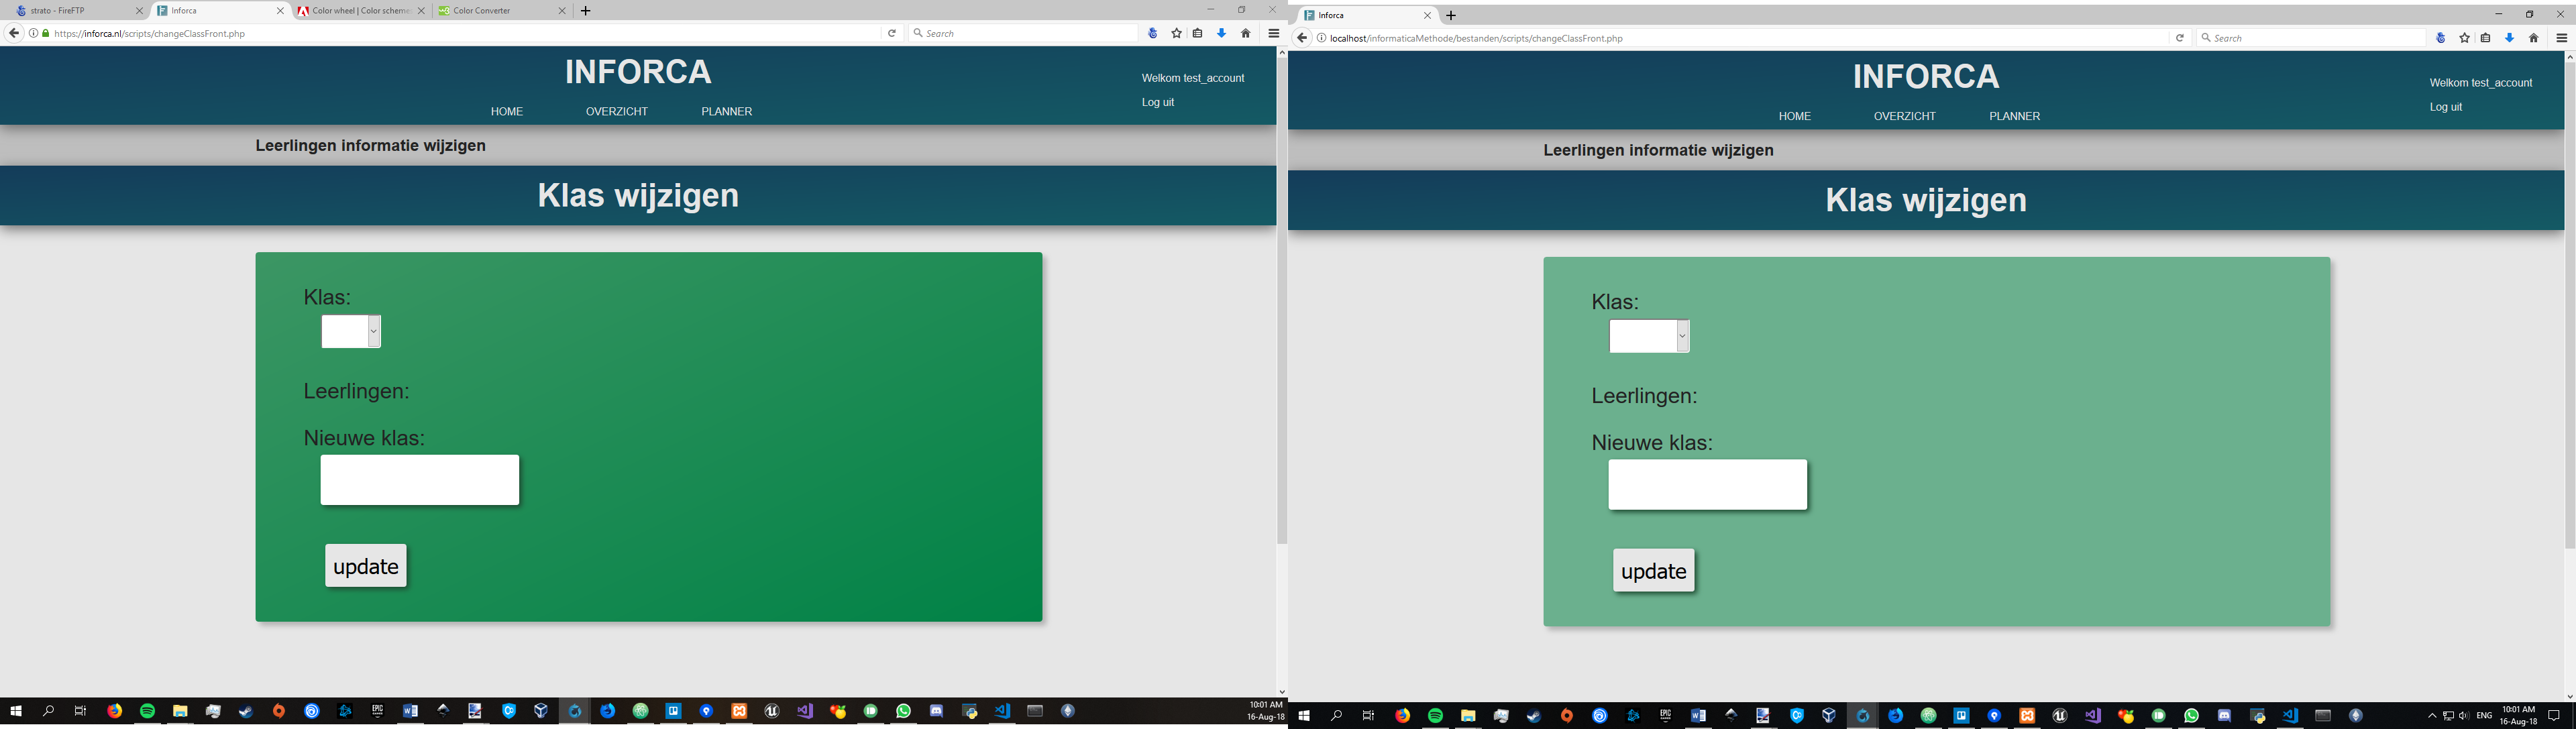 strato - FireFTP
Inforca
Color wheel | Color scheme
Color Converter
https://inforca.nl/scripts/changeClassFront.php
Search
INFORCA
Welkom test_account
Log uit
HOME OVERZICHT PLANNER
Leerlingen informatie wijzigen
Klas wijzigen
Klas:
Leerlingen:
Nieuwe klas:
update
EPIC
10:01 AM
16-Aug-18
Inforca
localhost/informaticaMethode/bestanden/scripts/changeClassFront.php
Search
INFORCA
Welkom test_account
Log uit
HOME OVERZICHT PLANNER
Leerlingen informatie wijzigen
Klas wijzigen
Klas:
Leerlingen:
Nieuwe klas:
update
EPIC
ENG
10:01 AM
16-Aug-18